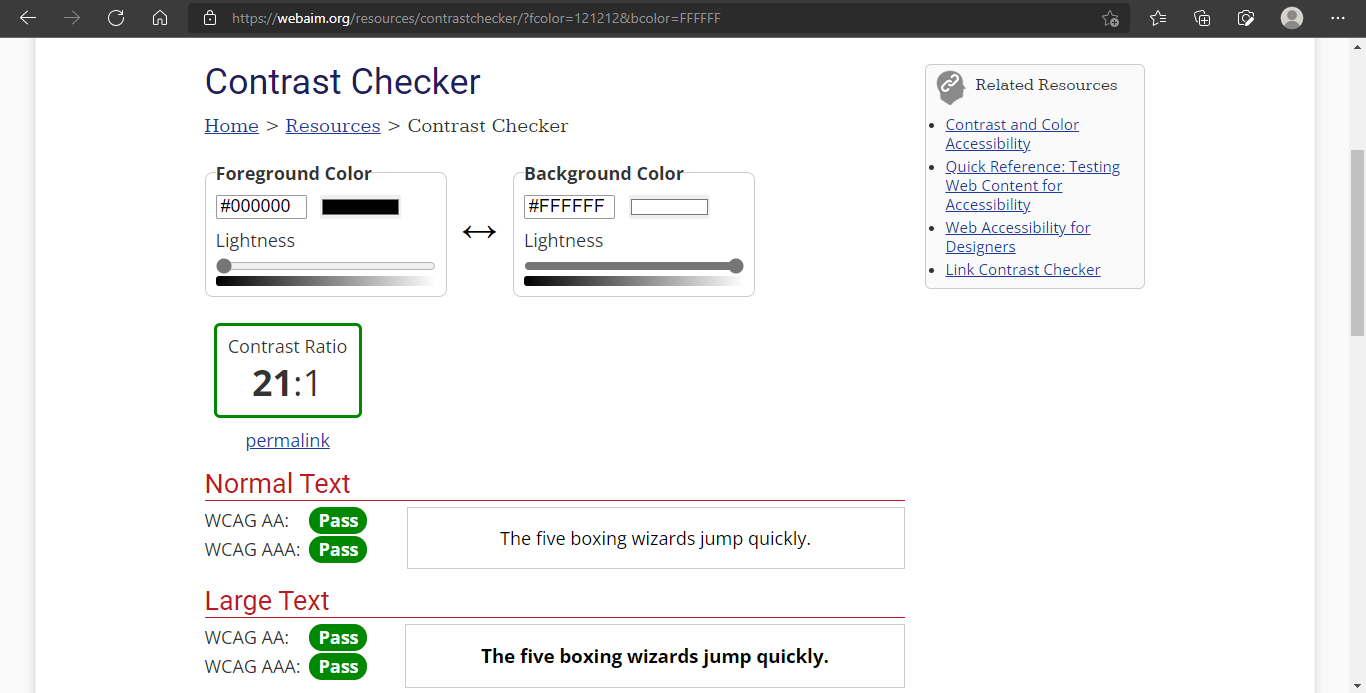 https://webaim.org/resources/contrastchecker/?fcolor=121212&bcolor=FFFFFF
Contrast Checker
Home > Resources > Contrast Checker
Foreground Color
#000000
Lightness
Background Color
#FFFFFF
Lightness
Contrast Ratio
21:1
permalink
Normal Text
WCAG AA: Pass
WCAG AAA: Pass
The five boxing wizards jump quickly.
Large Text
WCAG AA: Pass
WCAG AAA: Pass
The five boxing wizards jump quickly.
Related Resources
Contrast and Color
Accessibility
Quick Reference: Testing
Web Content for
Accessibility
Web Accessibility for
Designers
Link Contrast Checker